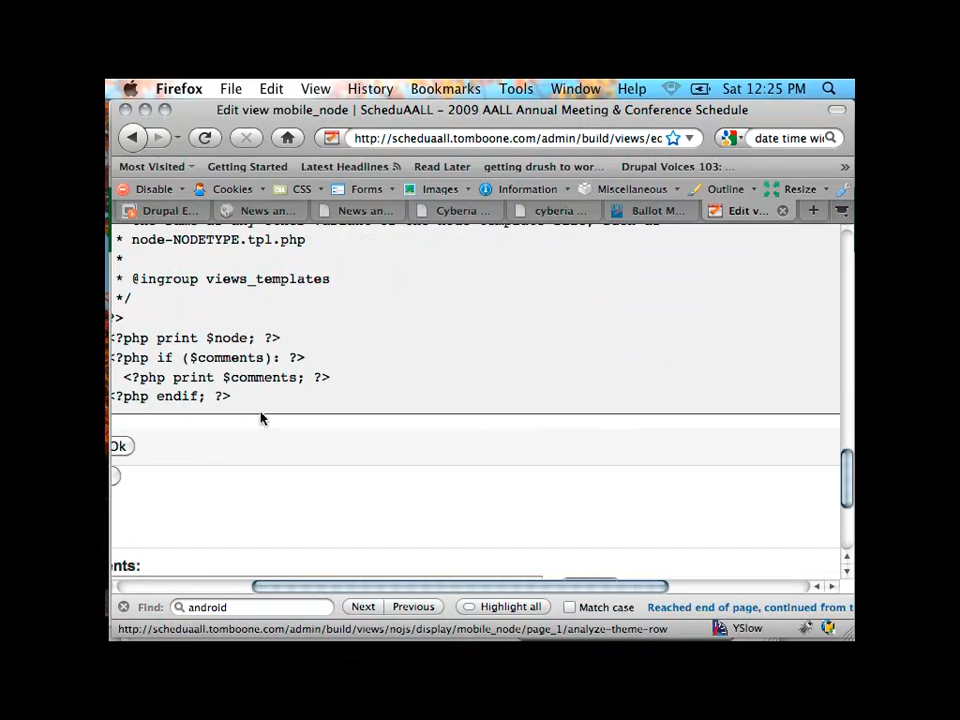 Firefox File Edit View History Bookmarks Tools Window Help Sat 12:25 PM
Edit view mobile_node | ScheduAALL - 2009 AALL Annual Meeting & Conference Schedule
http://scheduaall.tomboone.com/admin/build/views/ec date time wi
Most Visited Getting Started Latest Headlines Read Later getting drush to wor... Drupal Voices 103: ... »
Disable Cookies CSS Forms Images Information Miscellaneous Outline Resize
Drupal E... News an... News an... Cyberia ... cyberia ... Ballot M... Edit v...
* node-NODETYPE.tpl.php
*
* @ingroup views_templates
*/
?>
<?php print $node; ?>
<?php if ($comments): ?>
<?php print $comments; ?>
<?php endif; ?>
Ok
nts:
Find: android Next Previous Highlight all Match case Reached end of page, continued from t
http://scheduaall.tomboone.com/admin/build/views/nojs/display/mobile_node/page_1/analyze-theme-row YSlow